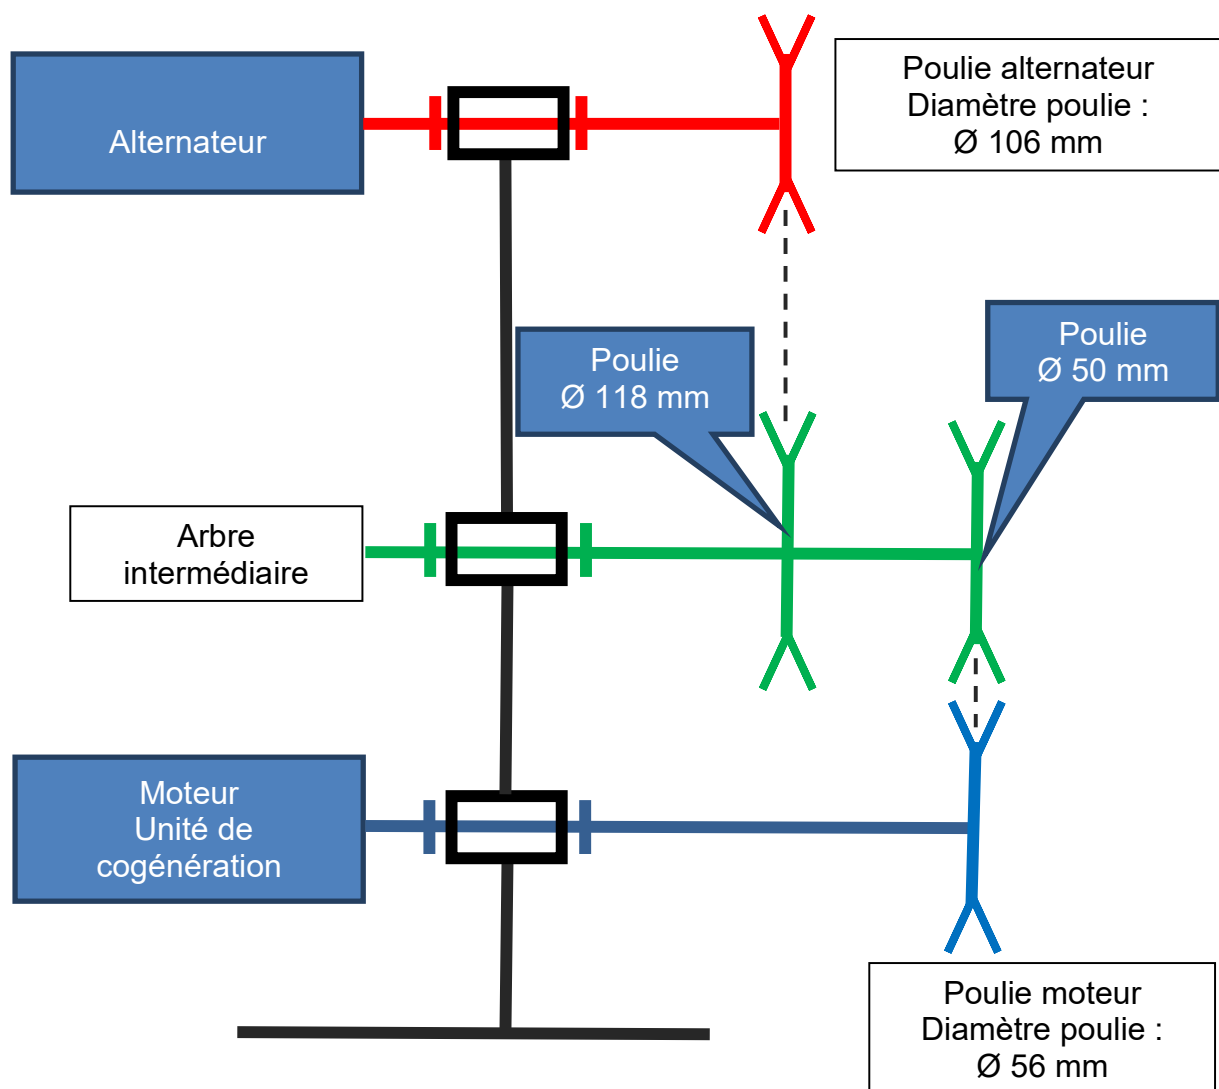 Alternateur
Poulie alternateur
Diamètre poulie :
Ø 106 mm
Poulie
Ø 118 mm
Poulie
Ø 50 mm
Arbre
intermédiaire
Moteur
Unité de
cogénération
Poulie moteur
Diamètre poulie :
Ø 56 mm